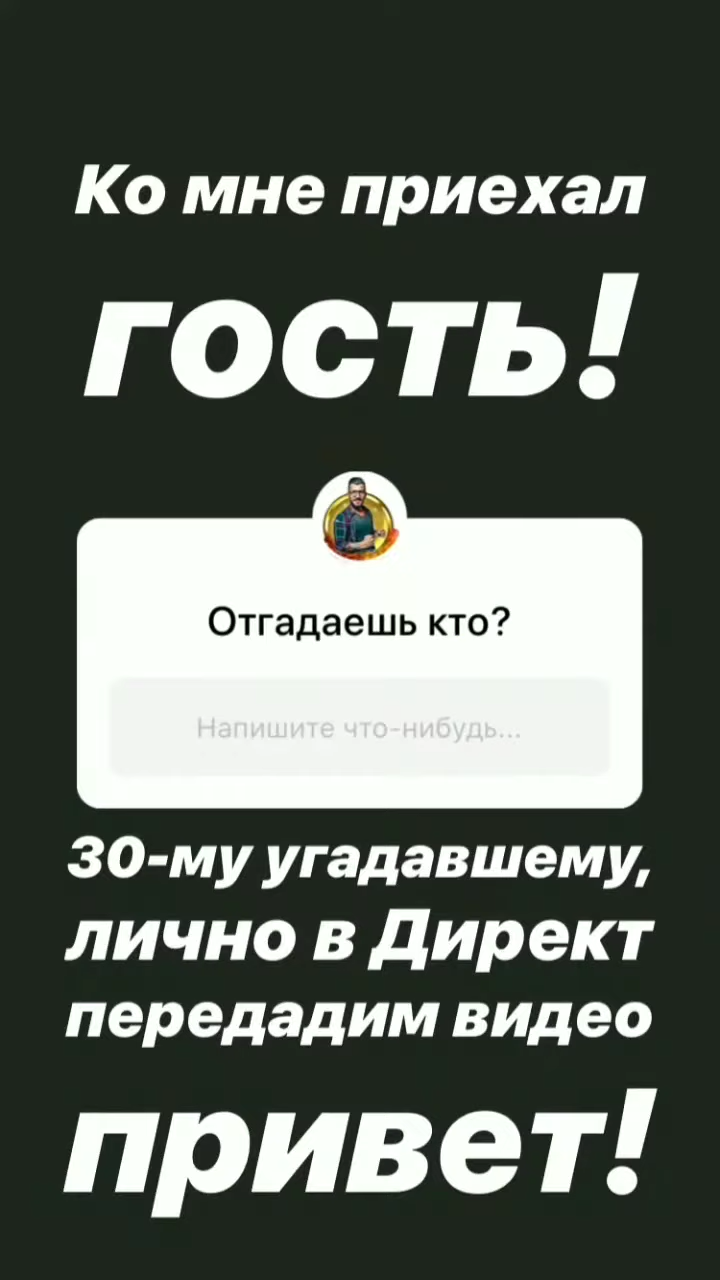 Ко мне приехал
гость!
Отгадаешь кто?
Напишите что-нибудь...
30-му угадавшему,
лично в Директ
передадим видео
привет!